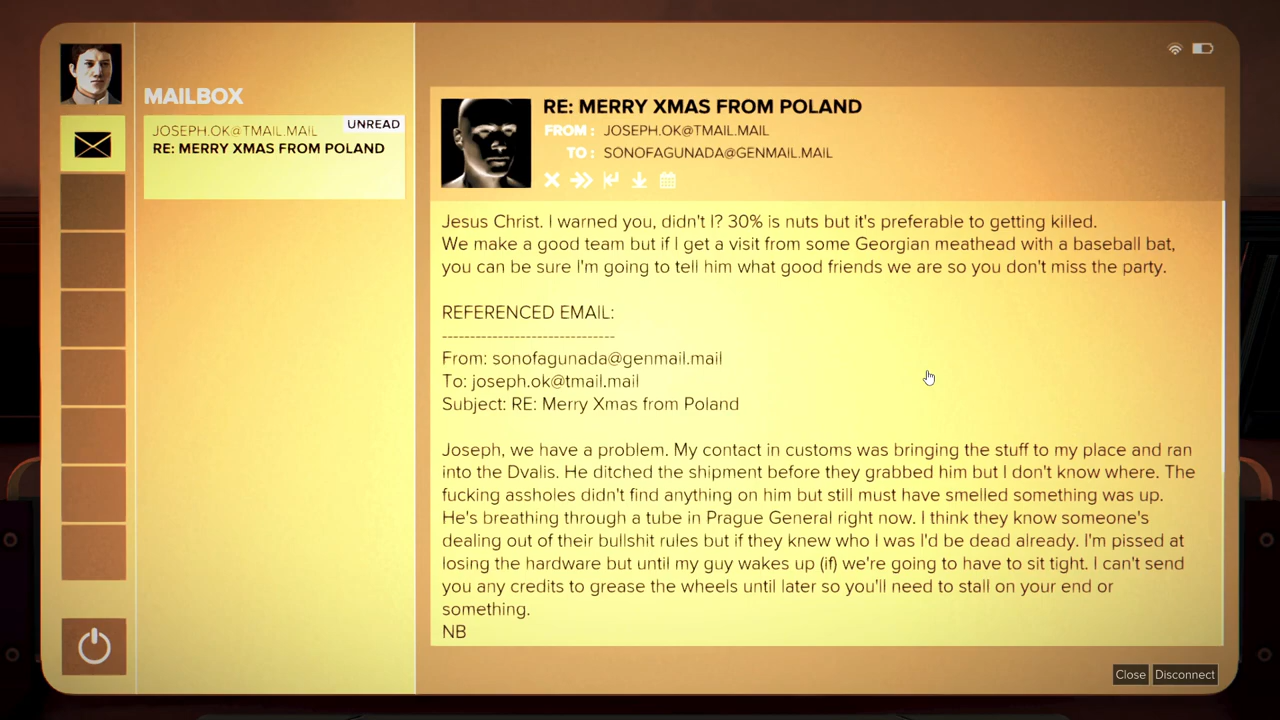 MAILBOX
JOSEPH.OK@TMAIL.MAIL
UNREAD
RE: MERRY XMAS FROM POLAND
RE: MERRY XMAS FROM POLAND
FROM : JOSEPH.OK@TMAIL.MAIL
TO : SONOFAGUNADA@GENMAIL.MAIL
Jesus Christ. I warned you, didn't I? 30% is nuts but it's preferable to getting killed.
We make a good team but if I get a visit from some Georgian meathead with a baseball bat,
you can be sure I'm going to tell him what good friends we are so you don't miss the party.
REFERENCED EMAIL:
------------------------------
From: sonofagunada@genmail.mail
To: joseph.ok@tmail.mail
Subject: RE: Merry Xmas from Poland
Joseph, we have a problem. My contact in customs was bringing the stuff to my place and ran
into the Dvalis. He ditched the shipment before they grabbed him but I don't know where. The
fucking assholes didn't find anything on him but still must have smelled something was up.
He's breathing through a tube in Prague General right now. I think they know someone's
dealing out of their bullshit rules but if they knew who I was I'd be dead already. I'm pissed at
losing the hardware but until my guy wakes up (if) we're going to have to sit tight. I can't send
you any credits to grease the wheels until later so you'll need to stall on your end or
something.
NB
Close Disconnect